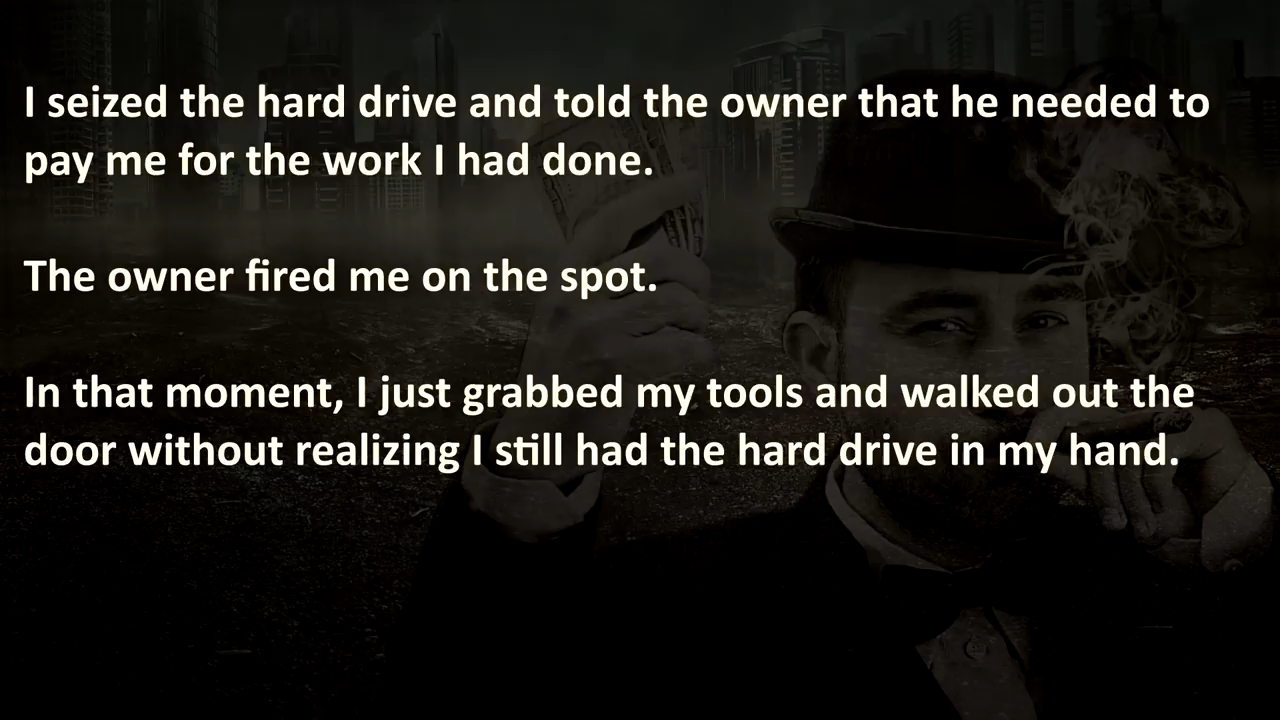 I seized the hard drive and told the owner that he needed to
pay me for the work I had done.
The owner fired me on the spot.
In that moment, I just grabbed my tools and walked out the
door without realizing I still had the hard drive in my hand.